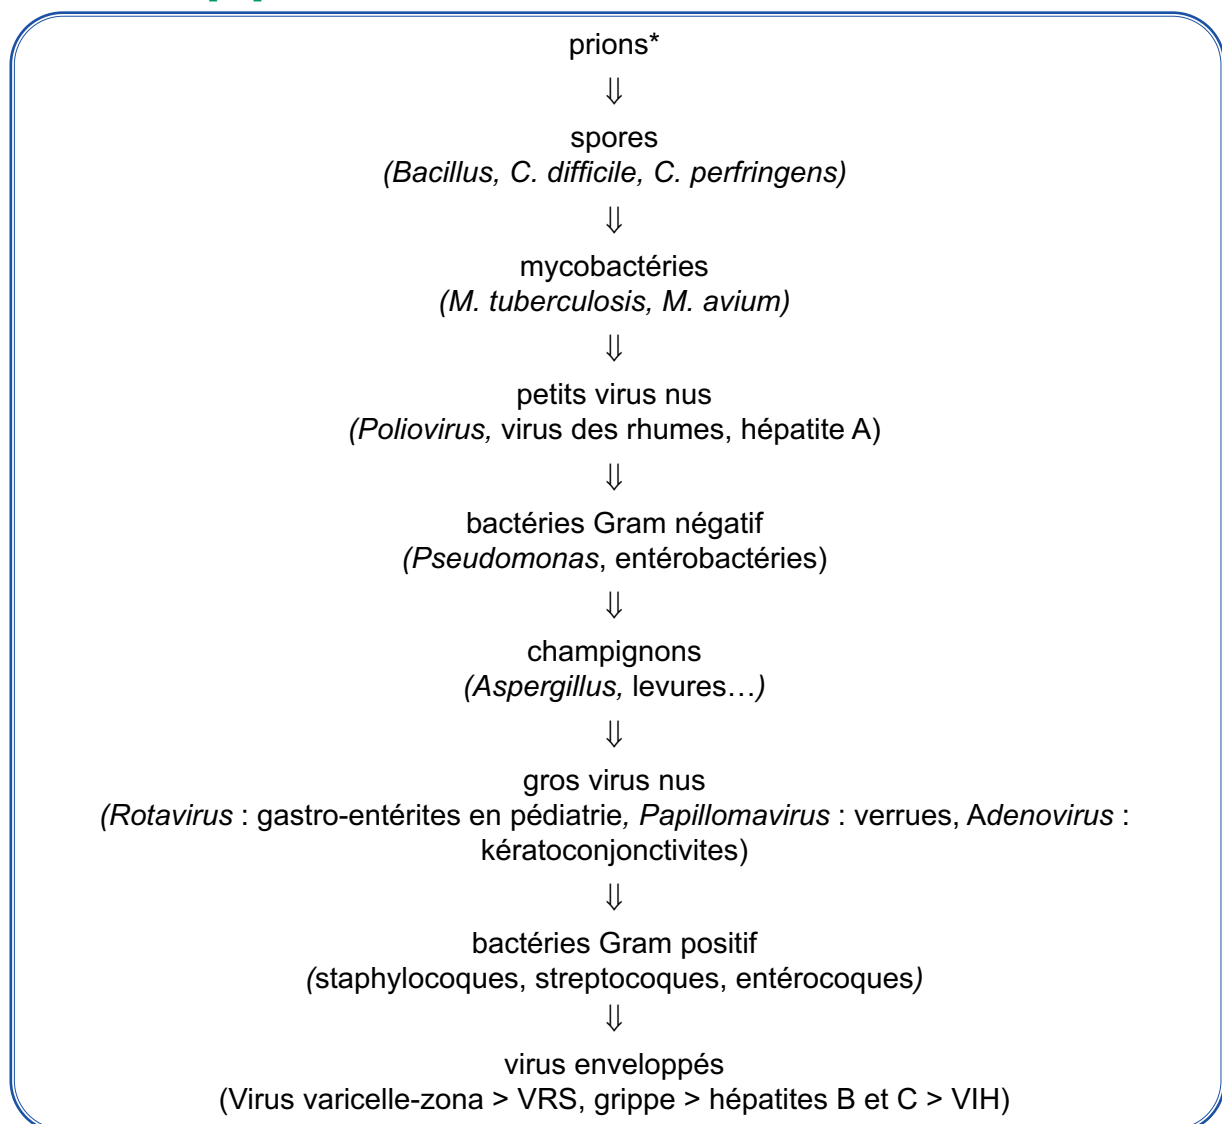 prions*
⇓
spores
(Bacillus, C. difficile, C. perfringens)
⇓
mycobactéries
(M. tuberculosis, M. avium)
⇓
petits virus nus
(Poliovirus, virus des rhumes, hépatite A)
⇓
bactéries Gram négatif
(Pseudomonas, entérobactéries)
⇓
champignons
(Aspergillus, levures…)
⇓
gros virus nus
(Rotavirus : gastro-entérites en pédiatrie, Papillomavirus : verrues, Adenovirus :
kératoconjonctivites)
⇓
bactéries Gram positif
(staphylocoques, streptocoques, entérocoques)
⇓
virus enveloppés
(Virus varicelle-zona > VRS, grippe > hépatites B et C > VIH)